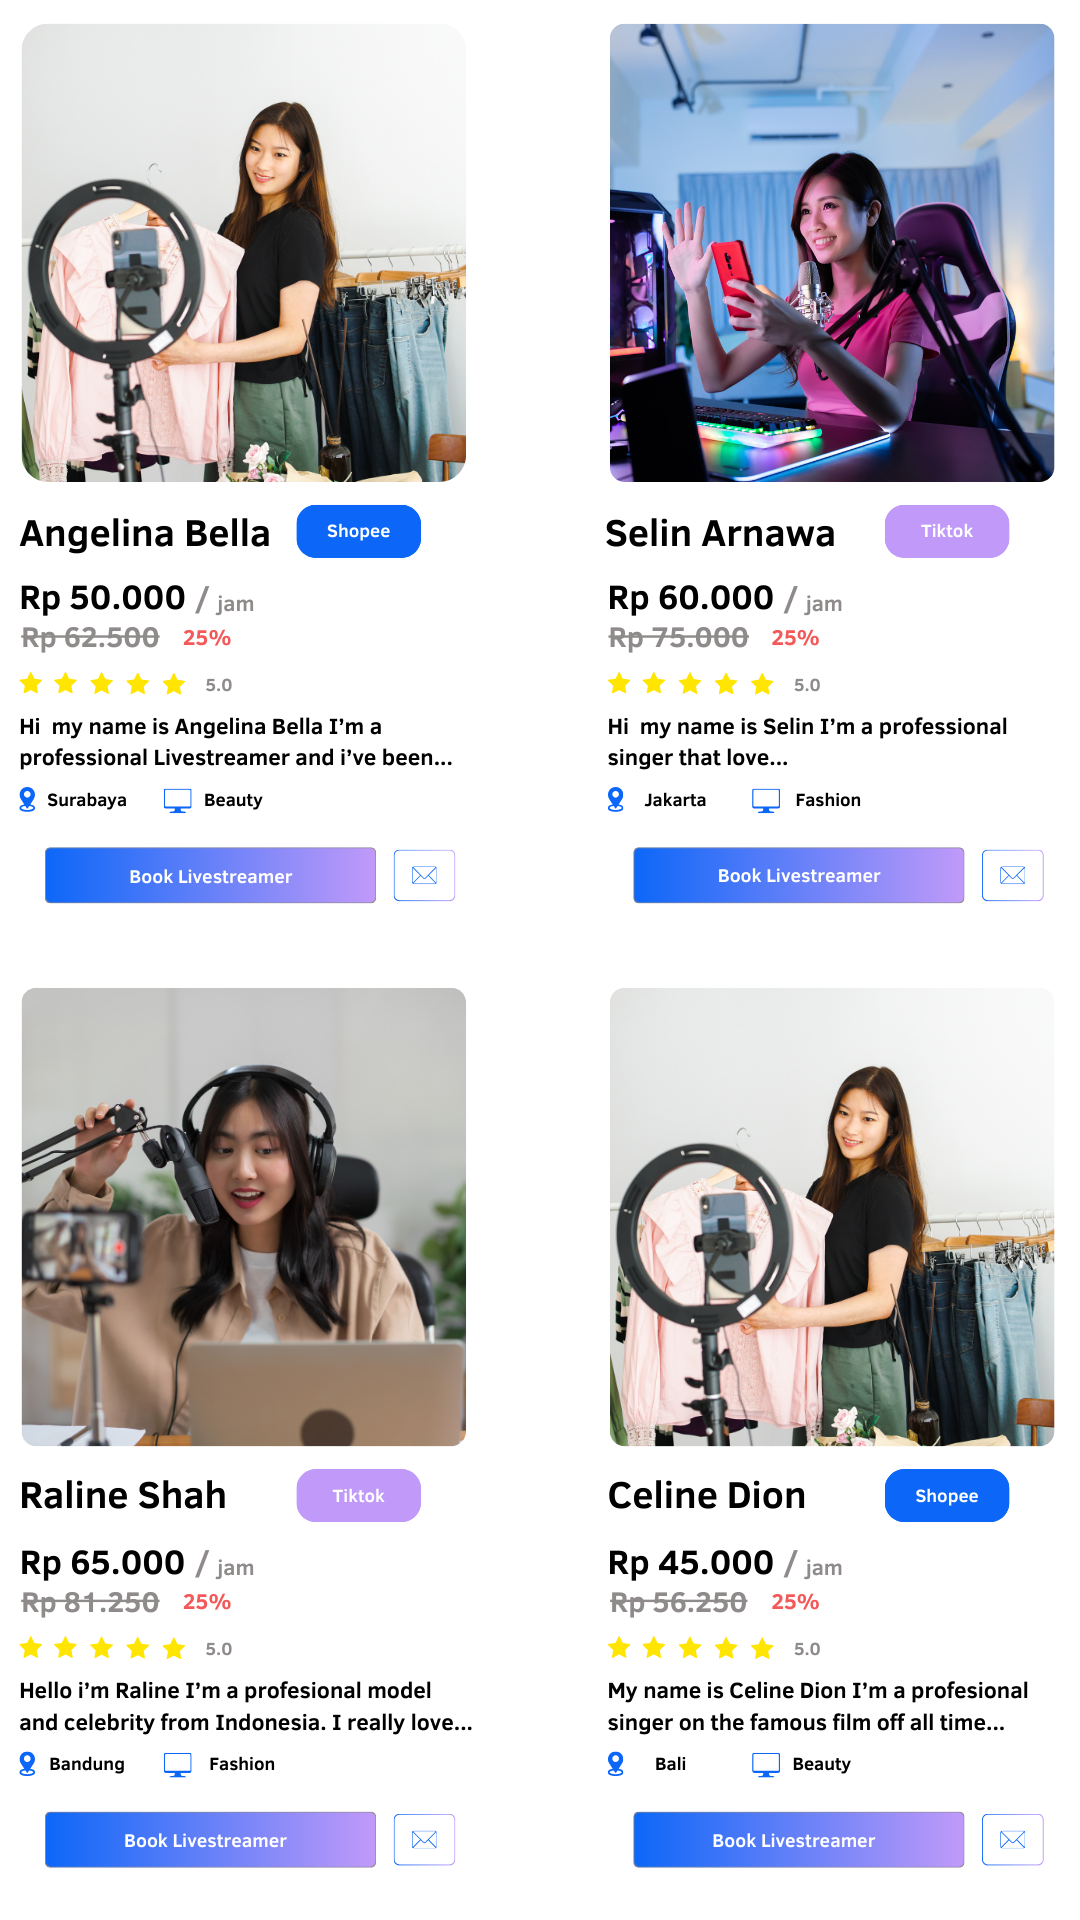 Angelina Bella
Shopee
Rp 50.000 / jam
Rp 62.500 25%
5.0
Hi  my name is Angelina Bella I’m a
professional Livestreamer and i’ve been...
Surabaya Beauty
Book Livestreamer
Selin Arnawa
Tiktok
Rp 60.000 / jam
Rp 75.000 25%
5.0
Hi  my name is Selin I’m a professional
singer that love...
Jakarta Fashion
Book Livestreamer
Raline Shah
Tiktok
Rp 65.000 / jam
Rp 81.250 25%
5.0
Hello i’m Raline I’m a profesional model
and celebrity from Indonesia. I really love...
Bandung Fashion
Book Livestreamer
Celine Dion
Shopee
Rp 45.000 / jam
Rp 56.250 25%
5.0
My name is Celine Dion I’m a profesional
singer on the famous film off all time...
Bali Beauty
Book Livestreamer